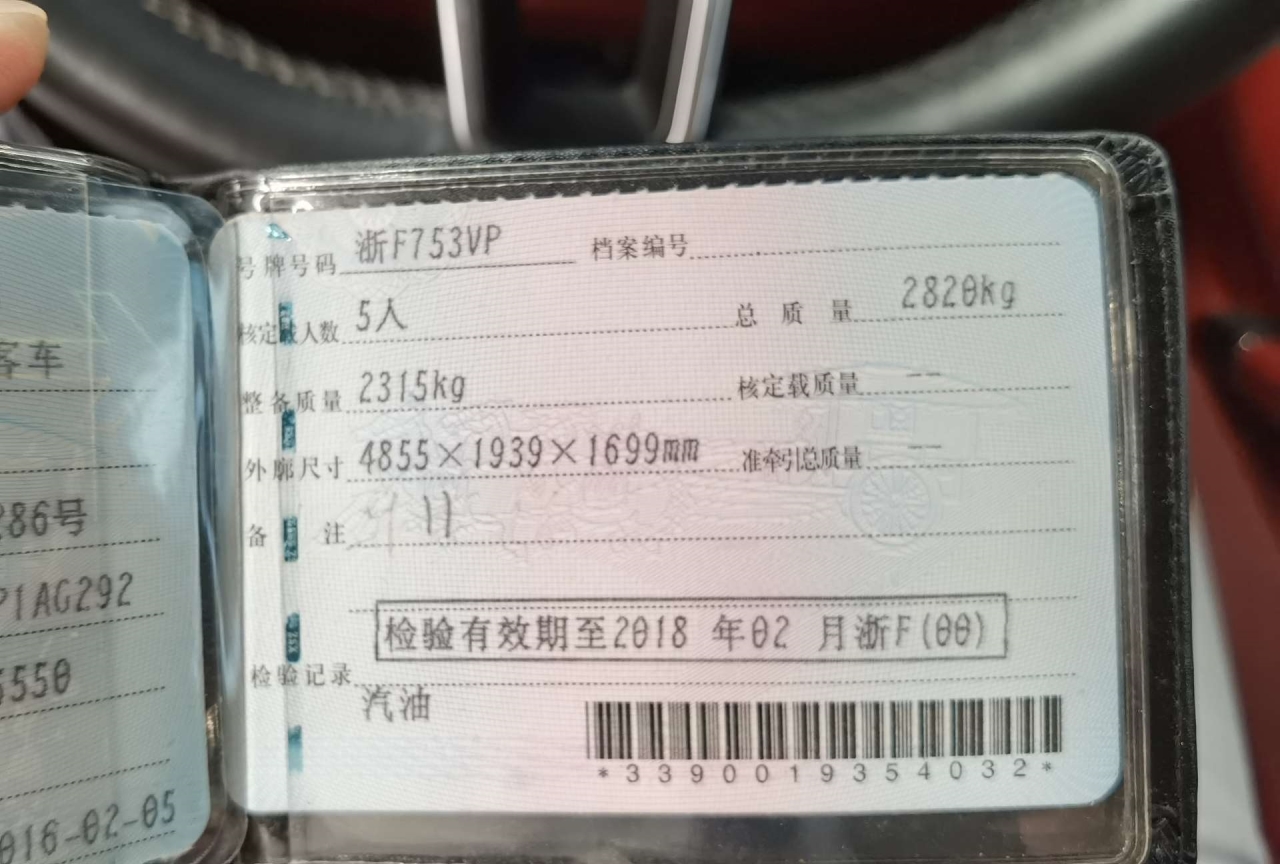 客车
286号
P1AG292
5550
016-02-05
号牌号码 浙F753VP 档案编号
核定载人数 5人 总质量 2820kg
整备质量 2315kg 核定载质量 --
外廓尺寸 4855×1939×1699mm 准牵引总质量 --
备注
检验有效期至2018 年02 月浙F(00)
检验记录
汽油
*3390019354032*